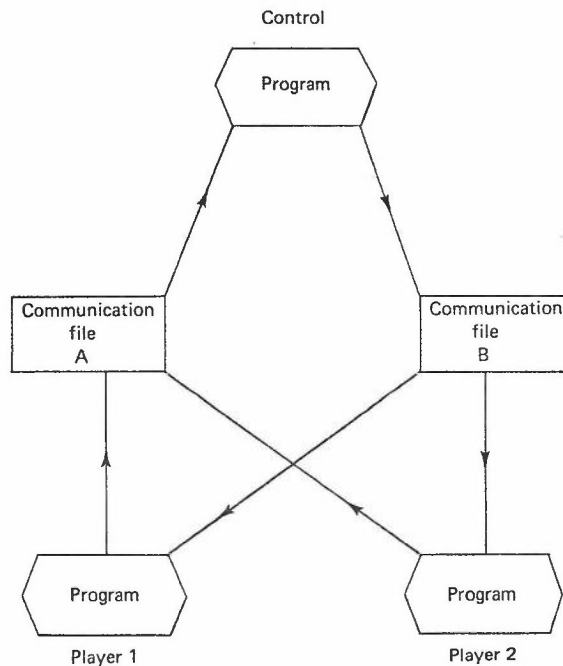 Control
Program
Communication
file
A
Communication
file
B
Program
Program
Player 1
Player 2